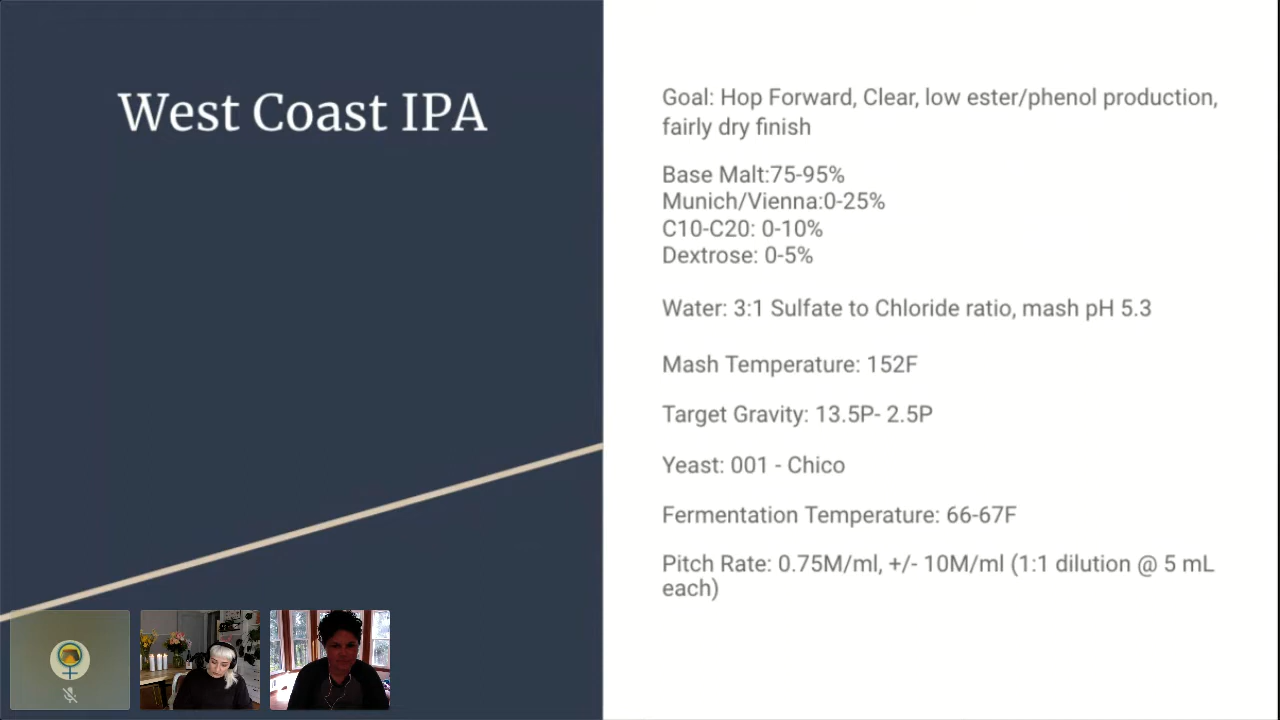 West Coast IPA
Goal: Hop Forward, Clear, low ester/phenol production,
fairly dry finish
Base Malt:75-95%
Munich/Vienna:0-25%
C10-C20: 0-10%
Dextrose: 0-5%
Water: 3:1 Sulfate to Chloride ratio, mash pH 5.3
Mash Temperature: 152F
Target Gravity: 13.5P- 2.5P
Yeast: 001 - Chico
Fermentation Temperature: 66-67F
Pitch Rate: 0.75M/ml, +/- 10M/ml (1:1 dilution @ 5 mL
each)